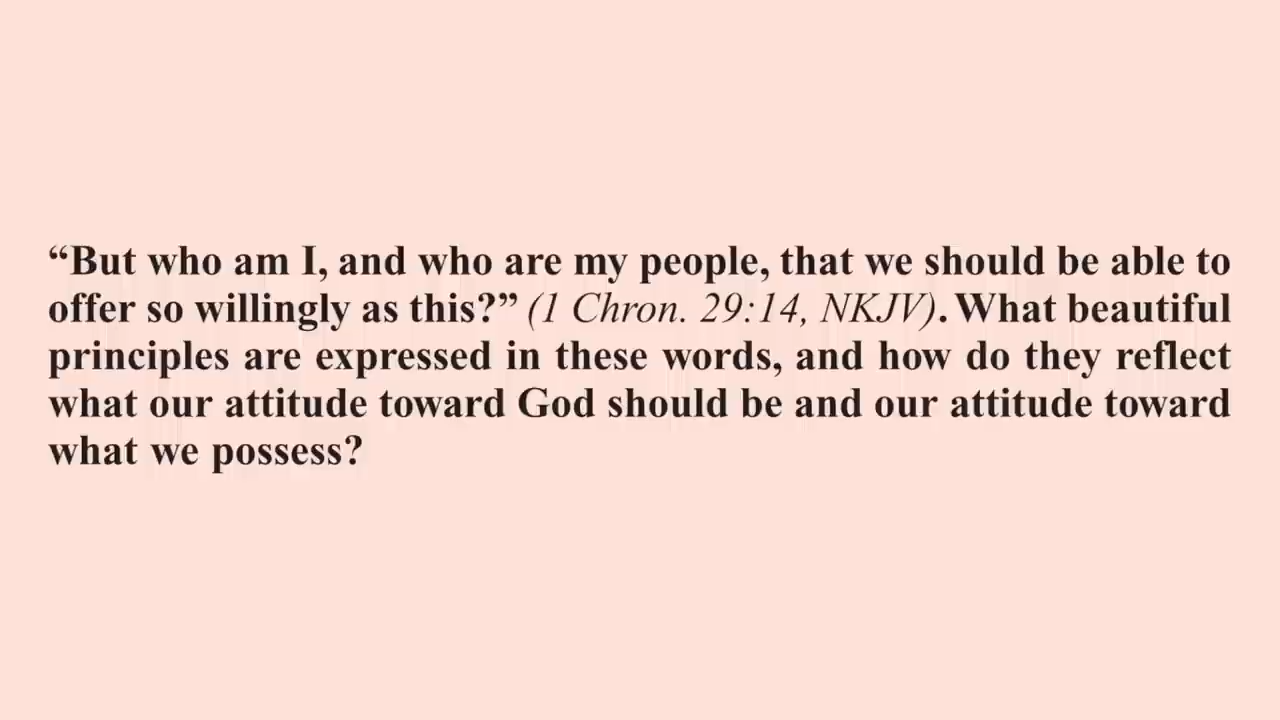 “But who am I, and who are my people, that we should be able to
offer so willingly as this?” (1 Chron. 29:14, NKJV). What beautiful
principles are expressed in these words, and how do they reflect
what our attitude toward God should be and our attitude toward
what we possess?